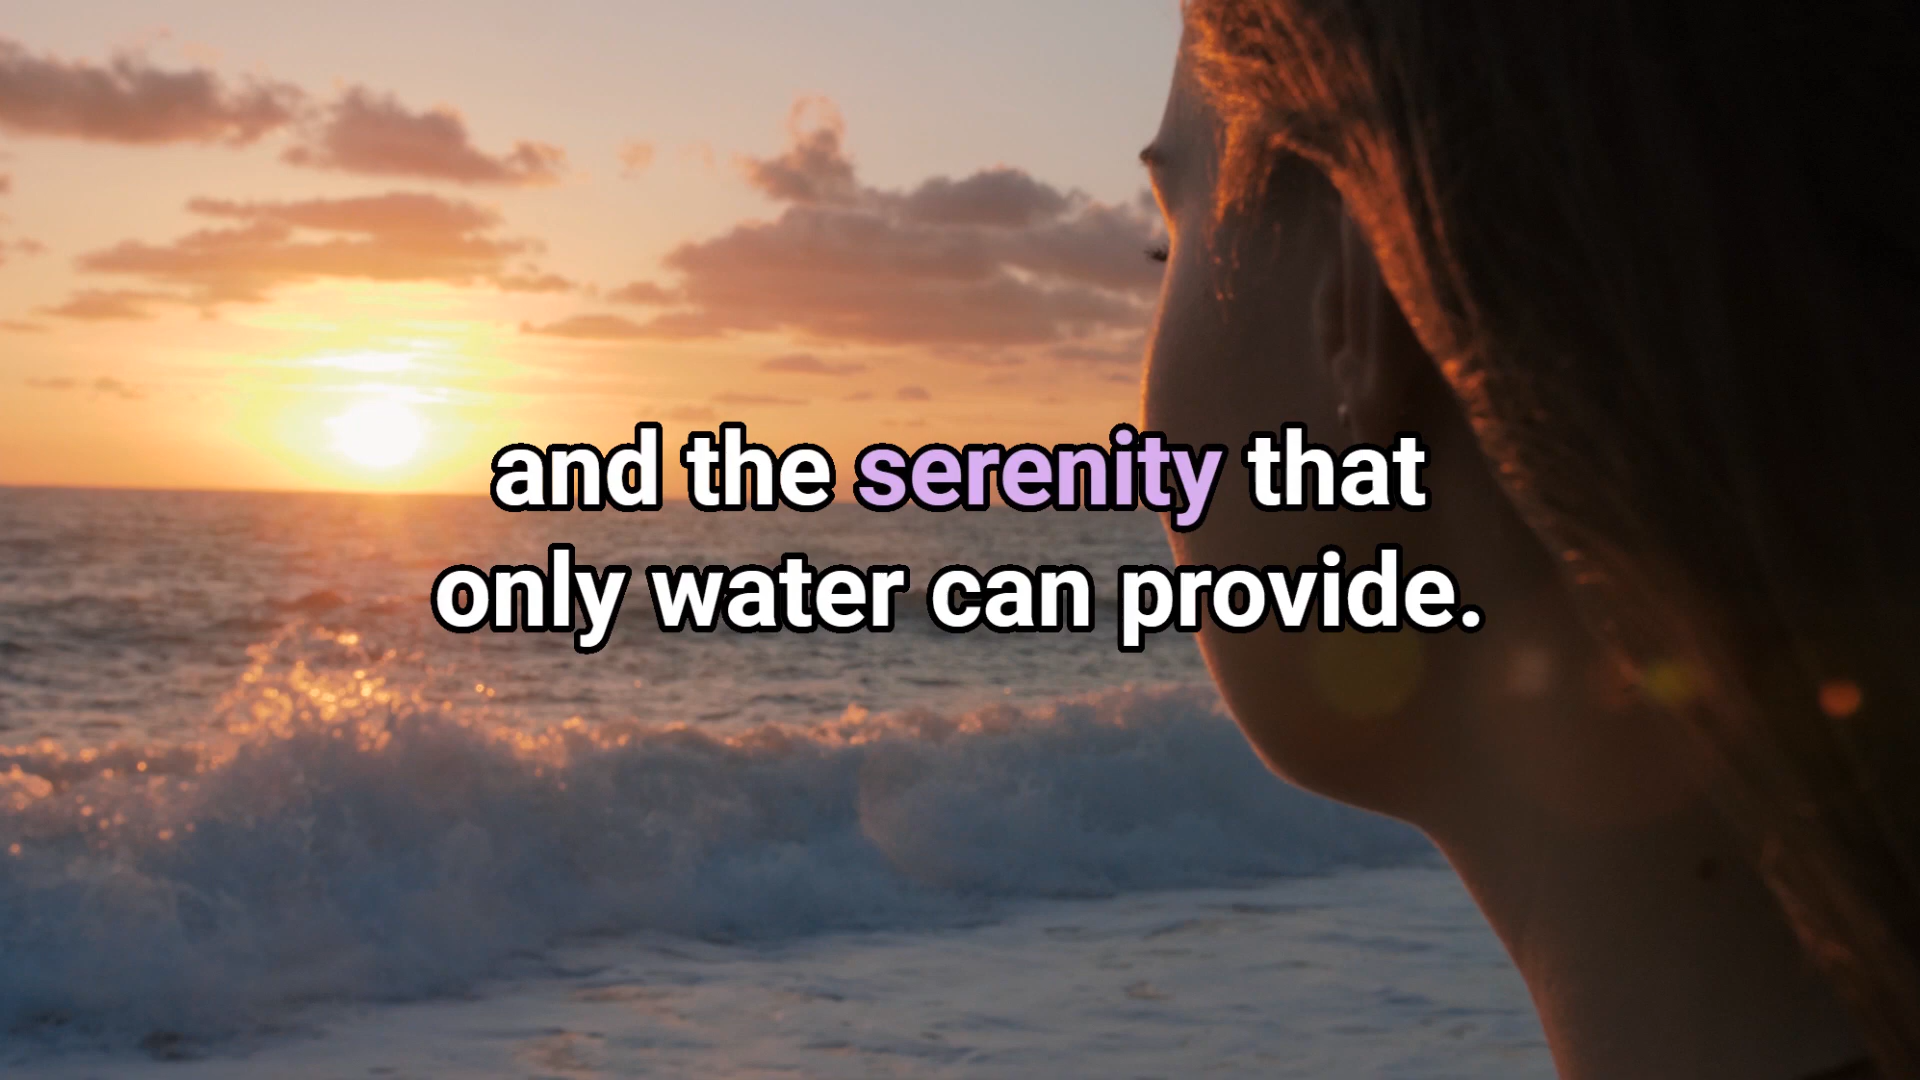 and the serenity that
only water can provide.